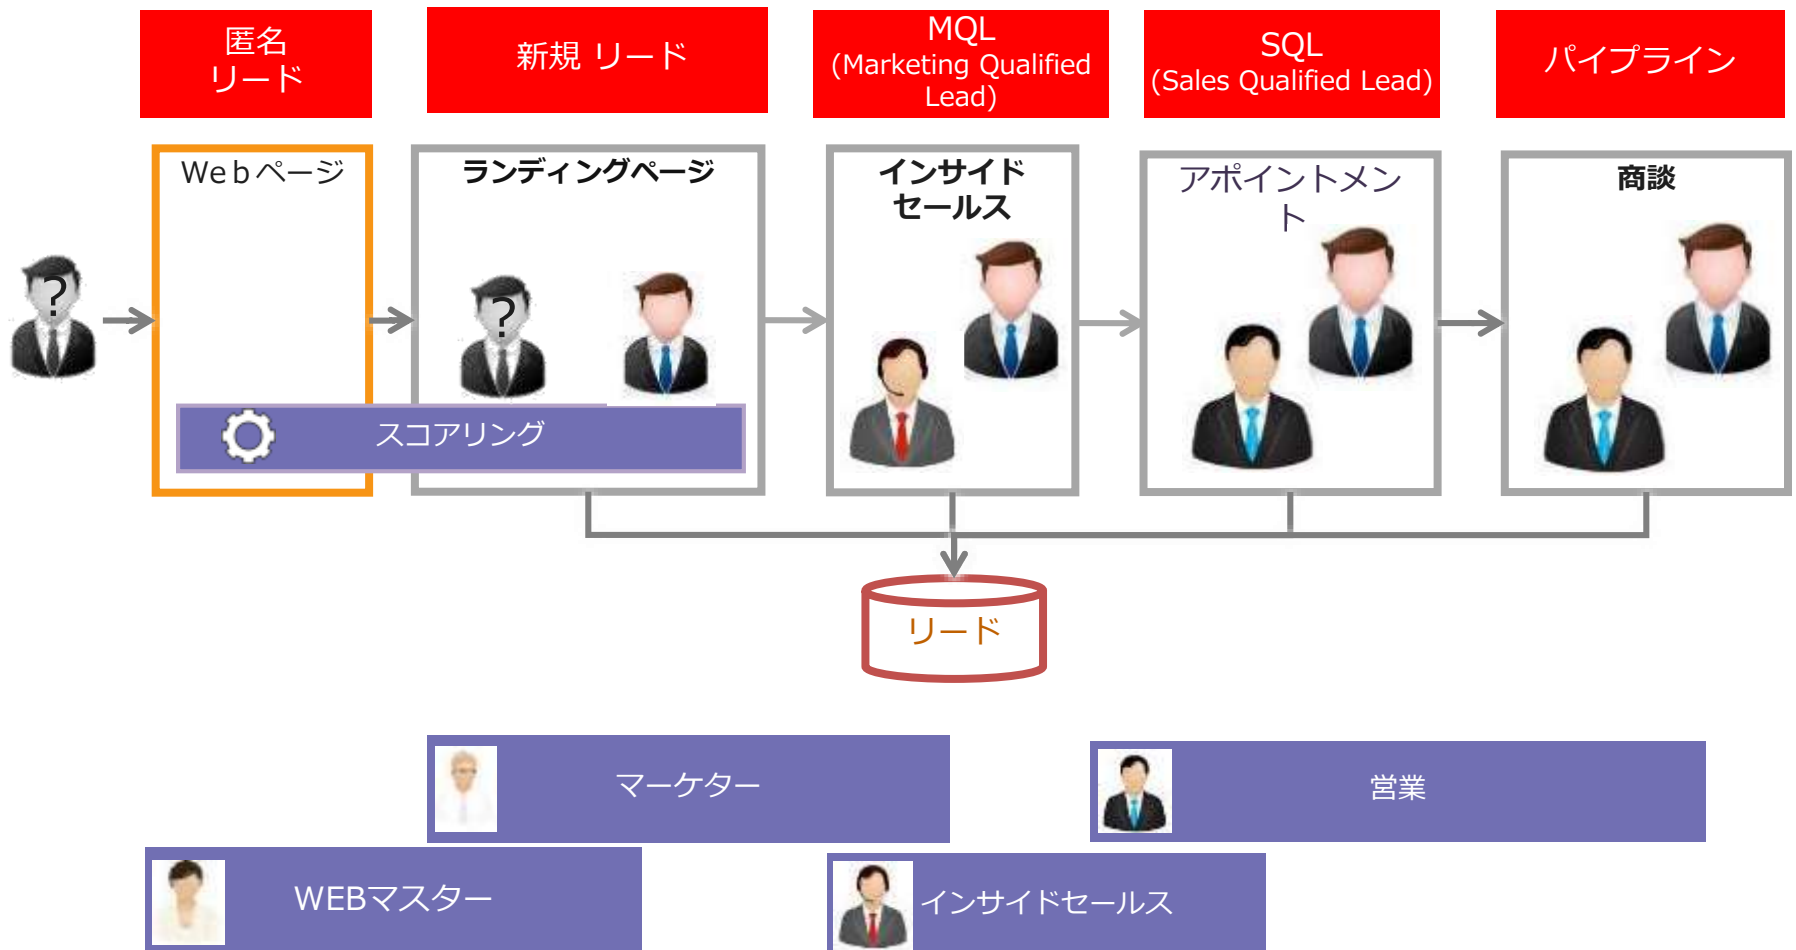 匿名
リード
新規 リード
MQL
(Marketing Qualified
Lead)
SQL
(Sales Qualified Lead)
パイプライン
Webページ
ランディングページ
インサイド
セールス
アポイントメン
ト
商談
?
?
スコアリング
リード
マーケター
営業
WEBマスター
インサイドセールス